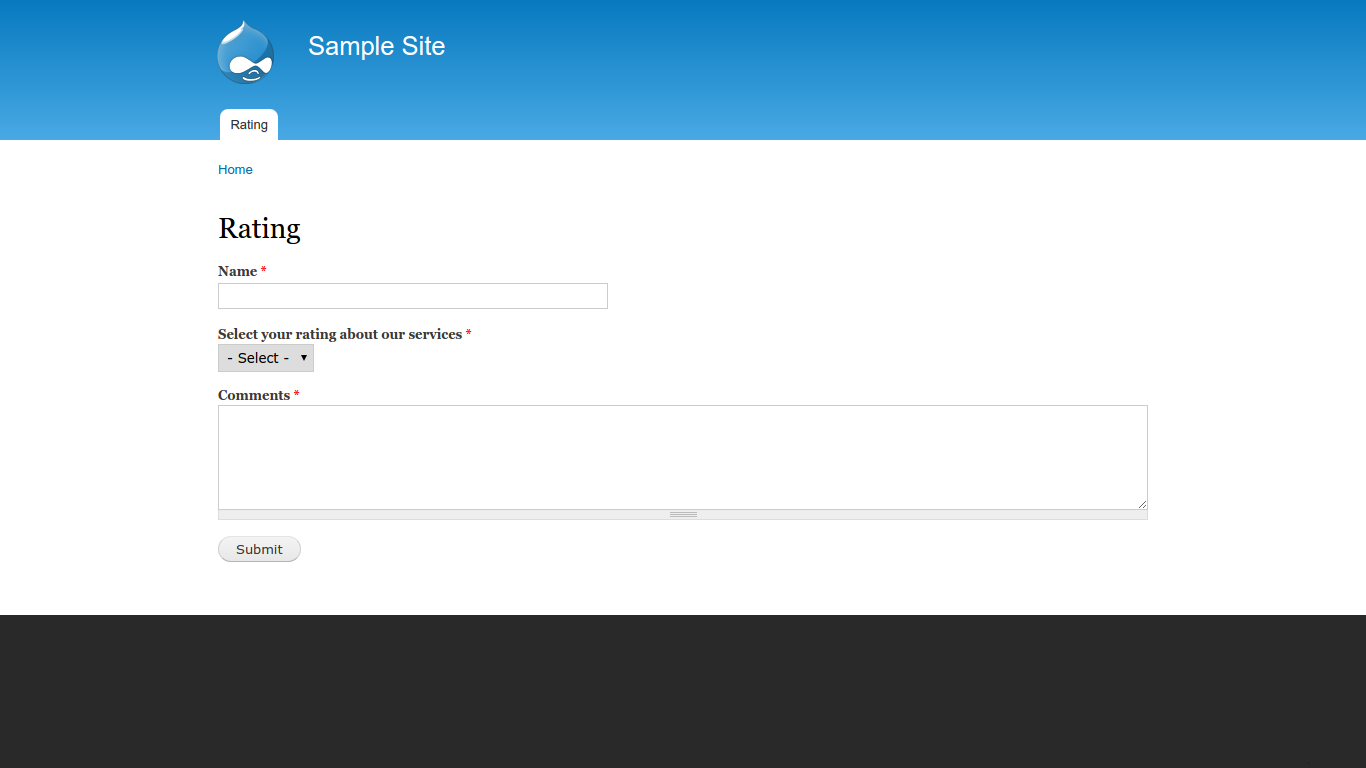 Sample Site
Rating
Home
Rating
Name *
Select your rating about our services *
- Select -
Comments *
Submit